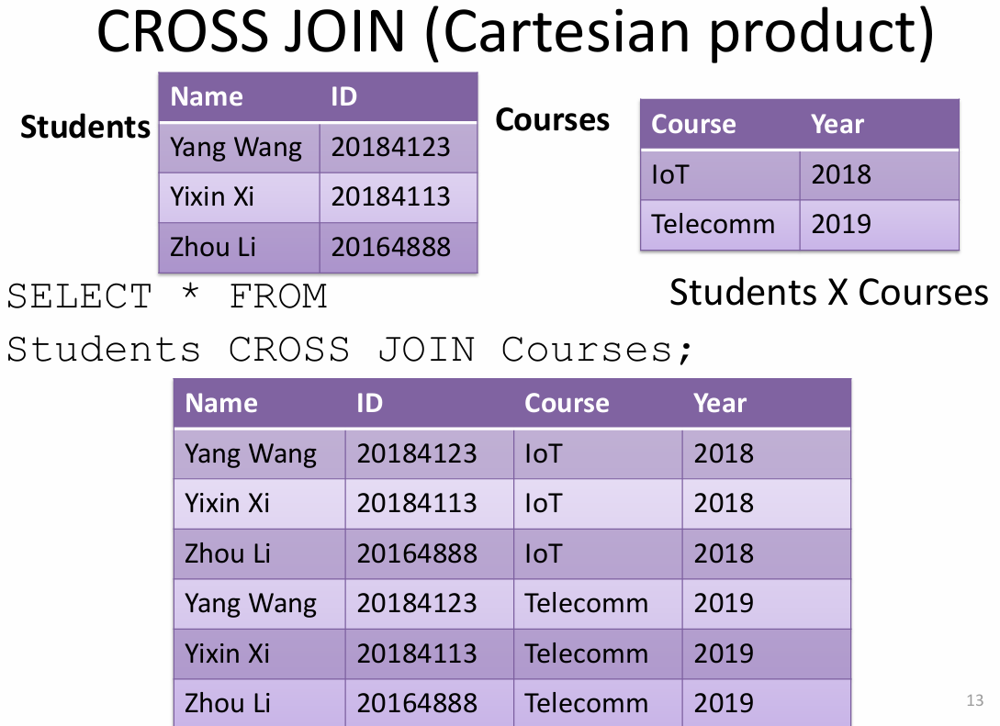 CROSS JOIN (Cartesian product)
Students
Name ID
Yang Wang 20184123
Yixin Xi 20184113
Zhou Li 20164888
Courses
Course Year
IoT 2018
Telecomm 2019
SELECT * FROM
Students CROSS JOIN Courses;
Students X Courses
Name ID Course Year
Yang Wang 20184123 IoT 2018
Yixin Xi 20184113 IoT 2018
Zhou Li 20164888 IoT 2018
Yang Wang 20184123 Telecomm 2019
Yixin Xi 20184113 Telecomm 2019
Zhou Li 20164888 Telecomm 2019
13